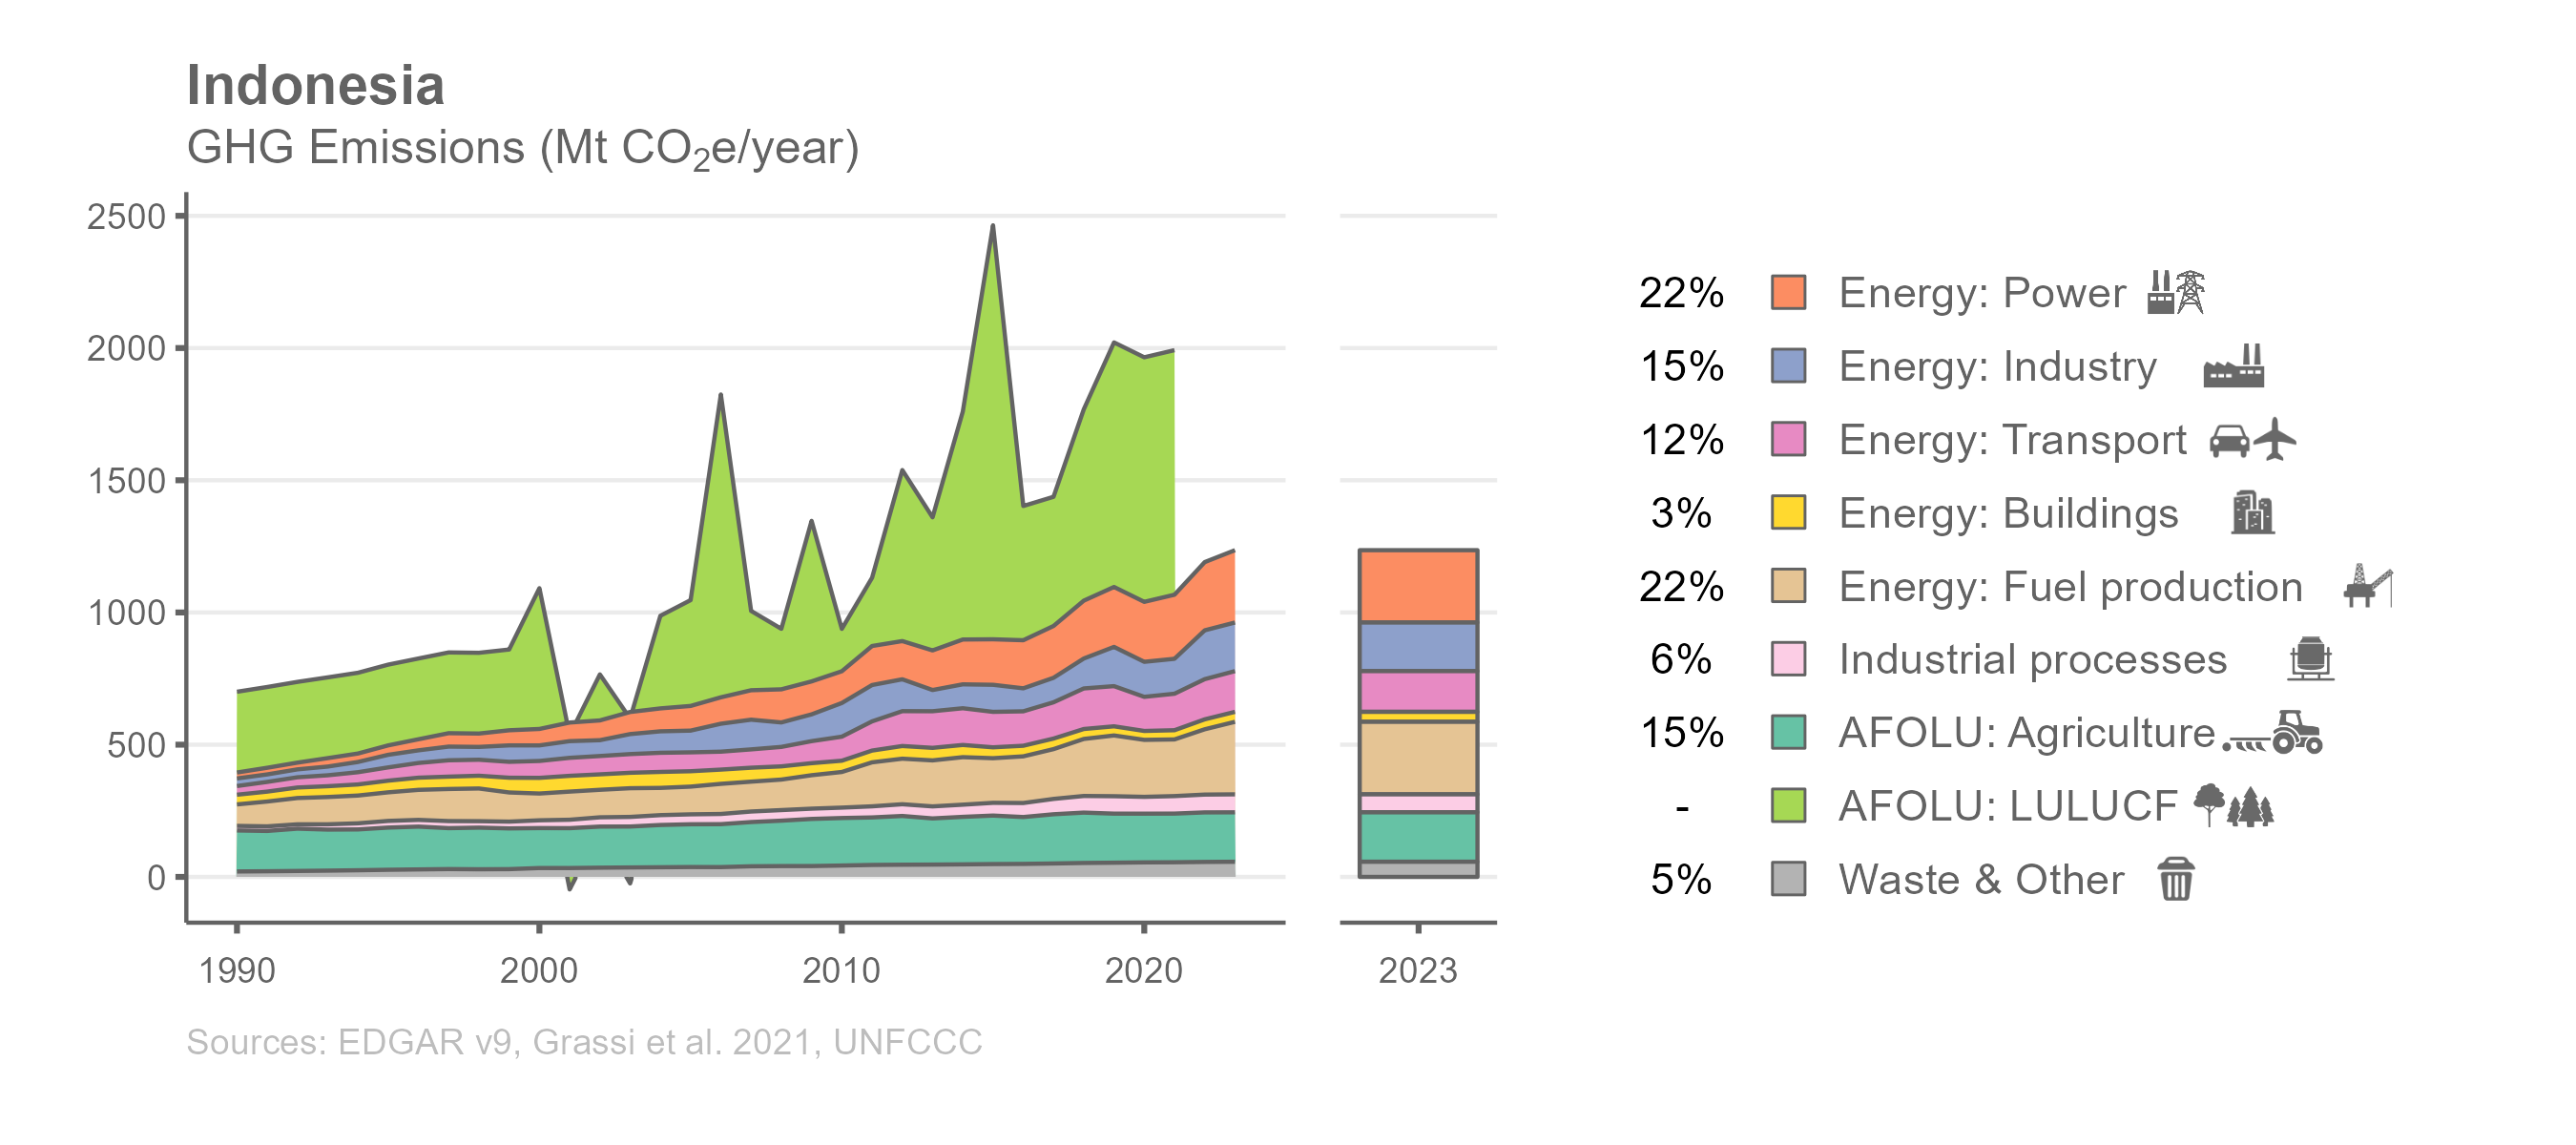 Indonesia
GHG Emissions (Mt CO₂e/year)
2500
2000
1500
1000
500
0
1990 2000 2010 2020 2023
22% Energy: Power
15% Energy: Industry
12% Energy: Transport
3% Energy: Buildings
22% Energy: Fuel production
6% Industrial processes
15% AFOLU: Agriculture
- AFOLU: LULUCF
5% Waste & Other
Sources: EDGAR v9, Grassi et al. 2021, UNFCCC